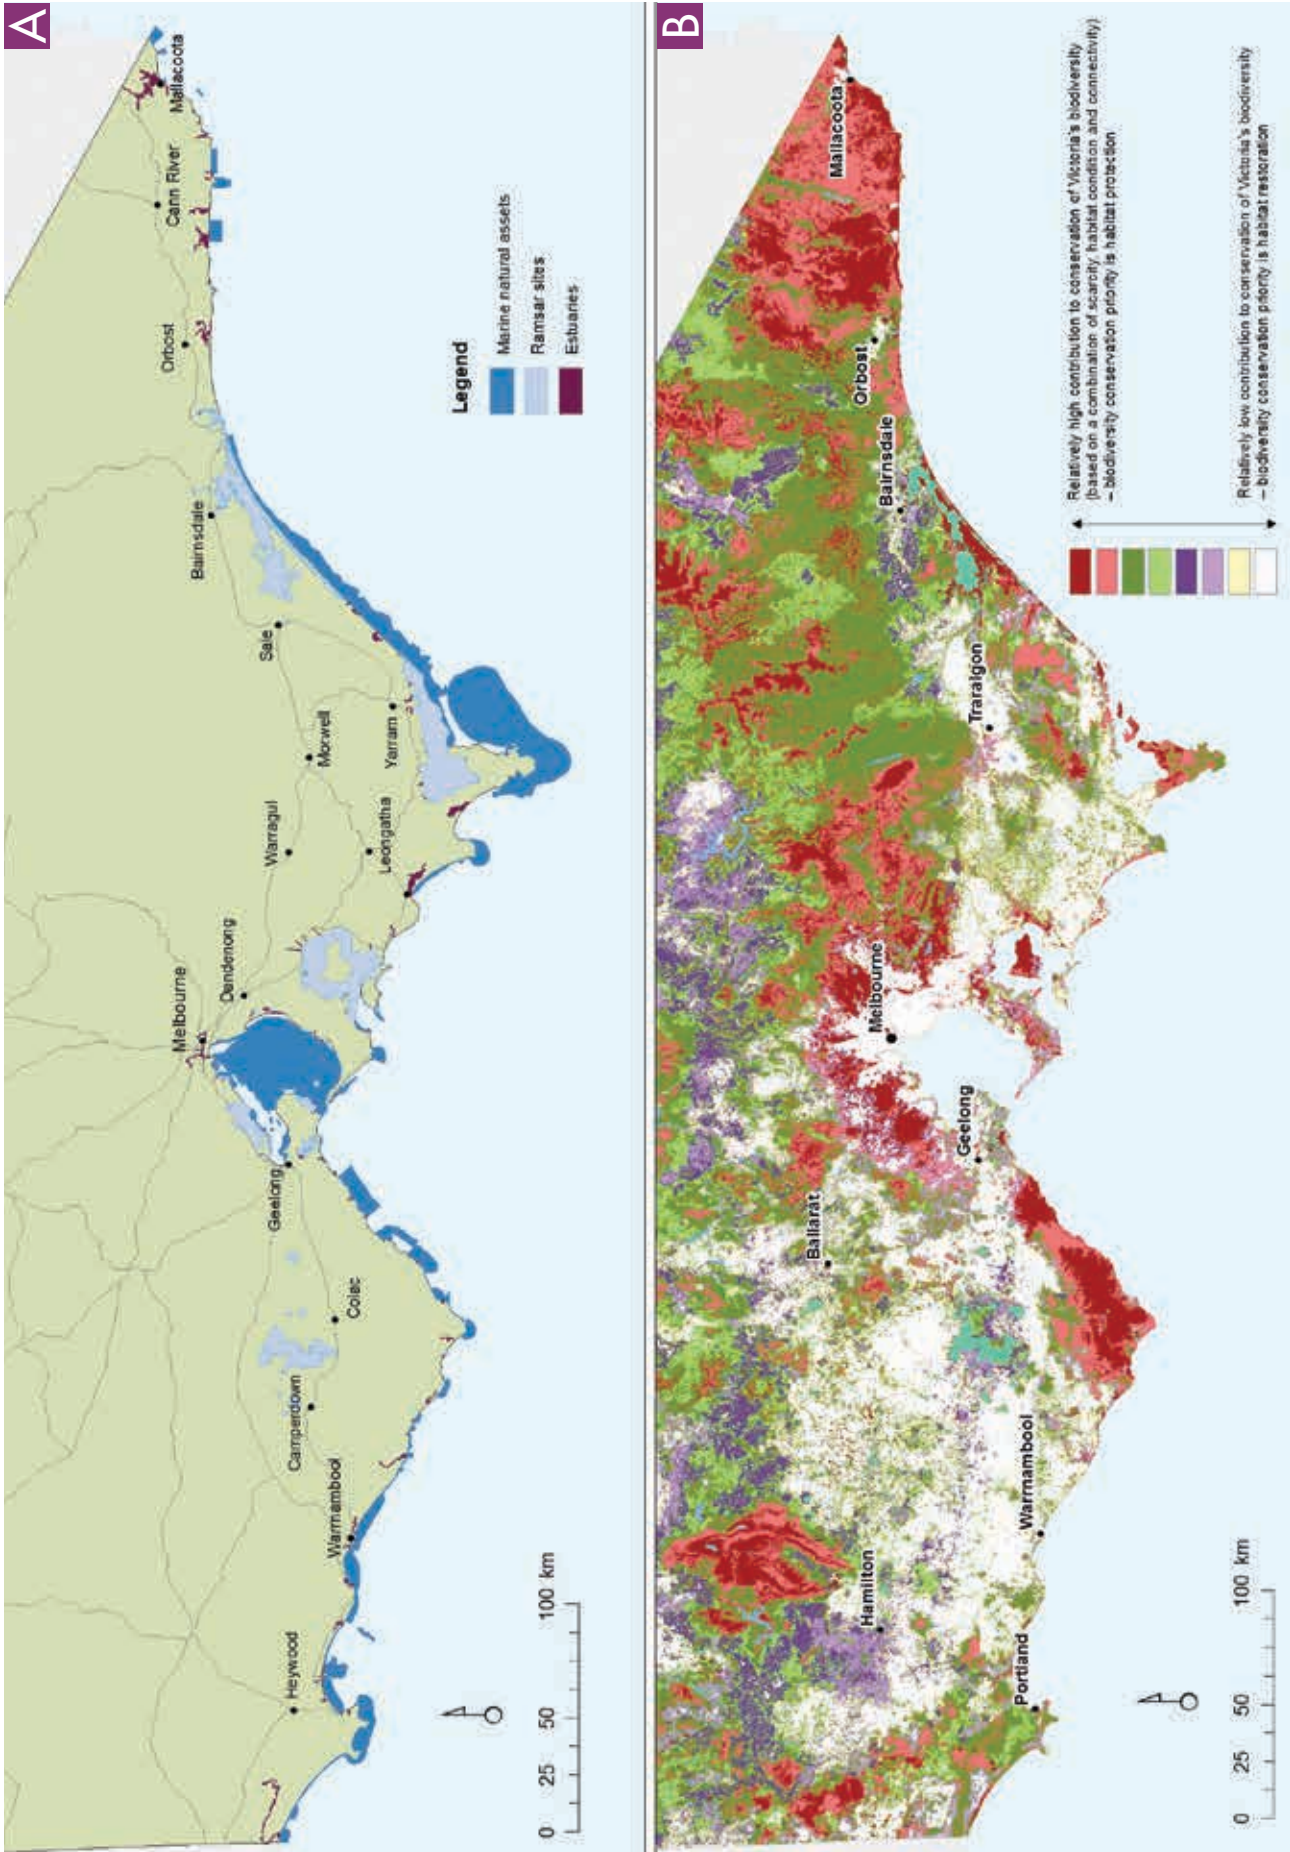 A
Mallacoota
Cann River
Orbost
Bairnsdale
Sale
Morwell
Yarram
Warragul
Leongatha
Dandenong
Melbourne
Geelong
Colac
Camperdown
Warrnambool
Heywood
Legend
Marine natural assets
Ramsar sites
Estuaries
0 25 50 100 km
B
Mallacoota
Orbost
Bairnsdale
Traralgon
Melbourne
Geelong
Ballarat
Warrnambool
Hamilton
Portland
Relatively high contribution to conservation of Victoria's biodiversity
(based on a combination of scarcity, habitat condition and connectivity)
– biodiversity conservation priority is habitat protection
Relatively low contribution to conservation of Victoria's biodiversity
– biodiversity conservation priority is habitat restoration
0 25 50 100 km